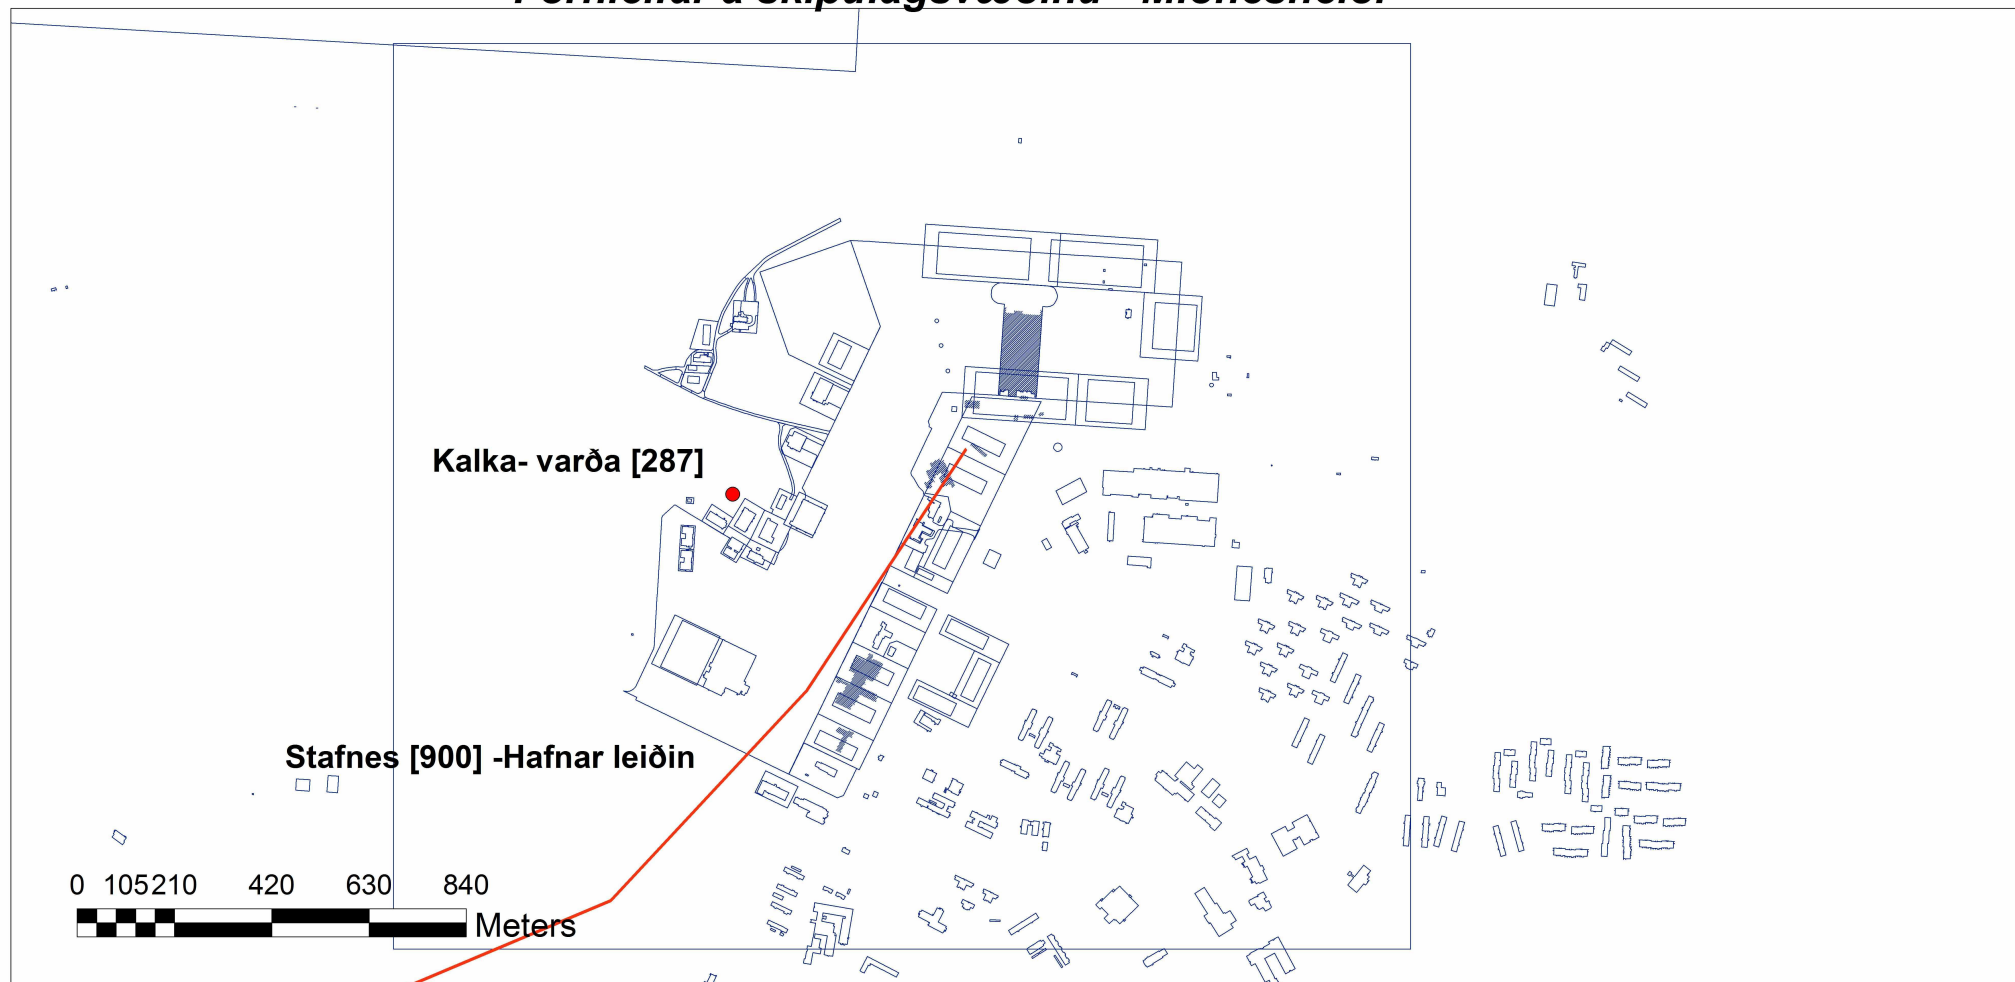 Kalka- varða [287]
Stafnes [900] -Hafnar leiðin
0 105 210 420 630 840
Meters